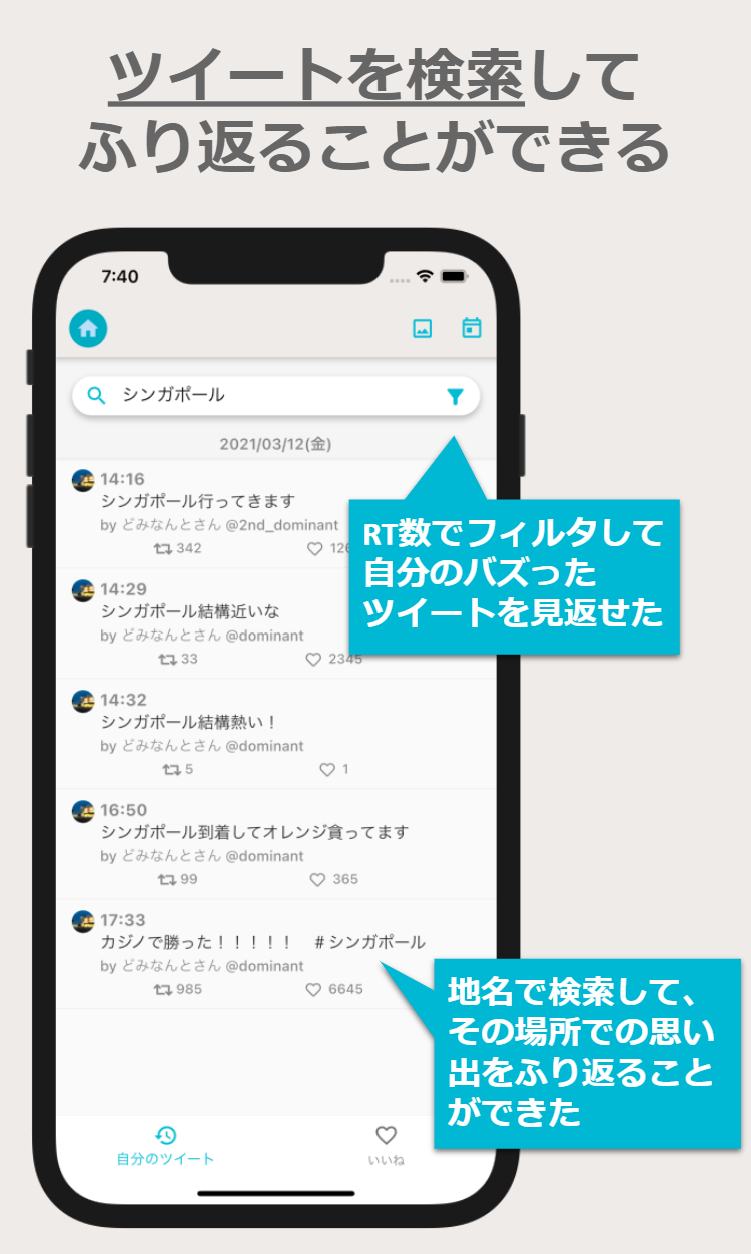 ツイートを検索して
ふり返ることができる
7:40
シンガポール
2021/03/12(金)
14:16
シンガポール行ってきます
by どみなんとさん @2nd_dominant
342
RT数でフィルタして
自分のバズった
ツイートを見返せた
14:29
シンガポール結構近いな
by どみなんとさん @dominant
33 2345
14:32
シンガポール結構熱い！
by どみなんとさん @dominant
5 1
16:50
シンガポール到着してオレンジ貪ってます
by どみなんとさん @dominant
99 365
17:33
カジノで勝った！！！！！　＃シンガポール
by どみなんとさん @dominant
985 6645
地名で検索して、
その場所での思い
出をふり返ること
ができた
自分のツイート いいね